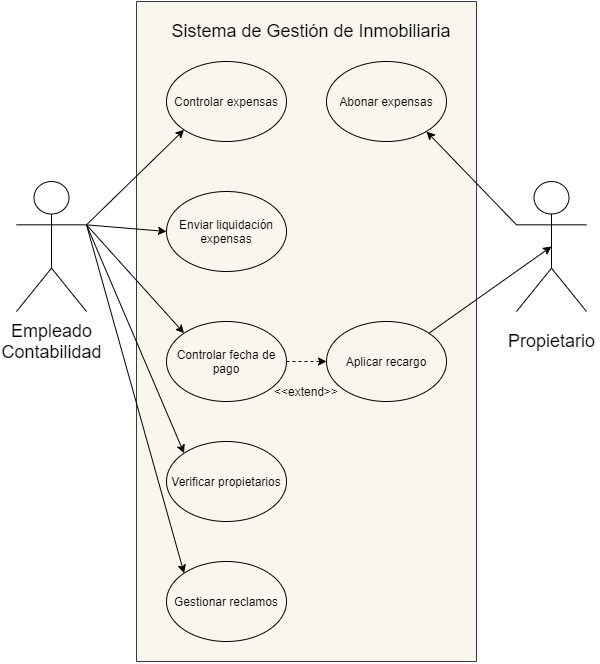 Sistema de Gestión de Inmobiliaria
Controlar expensas
Abonar expensas
Enviar liquidación
expensas
Empleado
Contabilidad
Propietario
Controlar fecha de
pago
Aplicar recargo
<<extend>>
Verificar propietarios
Gestionar reclamos